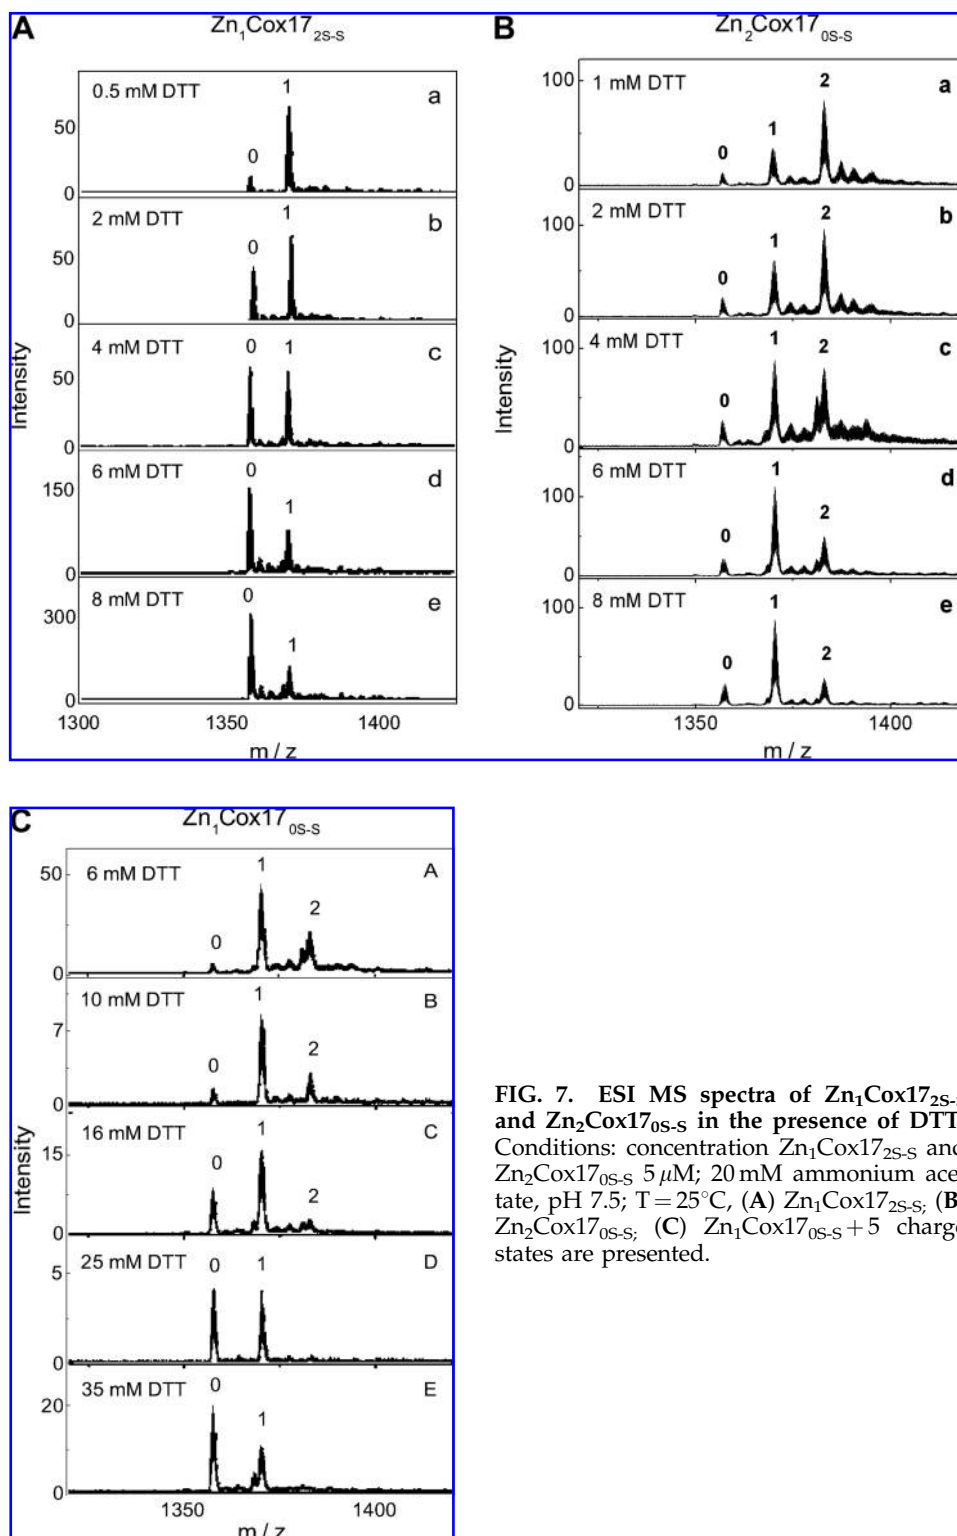 A
Zn1Cox17 2S-S
0.5 mM DTT
a
0
1
50
0
2 mM DTT
b
0
1
50
0
4 mM DTT
c
0
1
50
0
6 mM DTT
d
0
1
150
0
8 mM DTT
e
0
1
300
0
1300
1350
1400
Intensity
m / z
B
Zn2Cox17 0S-S
1 mM DTT
a
0
1
2
100
0
2 mM DTT
b
0
1
2
100
0
4 mM DTT
c
0
1
2
100
0
6 mM DTT
d
0
1
2
100
0
8 mM DTT
e
0
1
2
100
0
1350
1400
Intensity
m / z
C
Zn1Cox17 0S-S
6 mM DTT
A
0
1
2
50
0
10 mM DTT
B
0
1
2
7
0
16 mM DTT
C
0
1
2
15
0
25 mM DTT
D
0
1
5
0
35 mM DTT
E
0
1
20
0
1350
1400
Intensity
m / z
FIG. 7. ESI MS spectra of Zn1Cox172S-S
and Zn2Cox170S-S in the presence of DTT
Conditions: concentration Zn1Cox172S-S and
Zn2Cox170S-S 5 μM; 20 mM ammonium ace
tate, pH 7.5; T = 25°C, (A) Zn1Cox172S-S; (B
Zn2Cox170S-S; (C) Zn1Cox170S-S + 5 charge
states are presented.